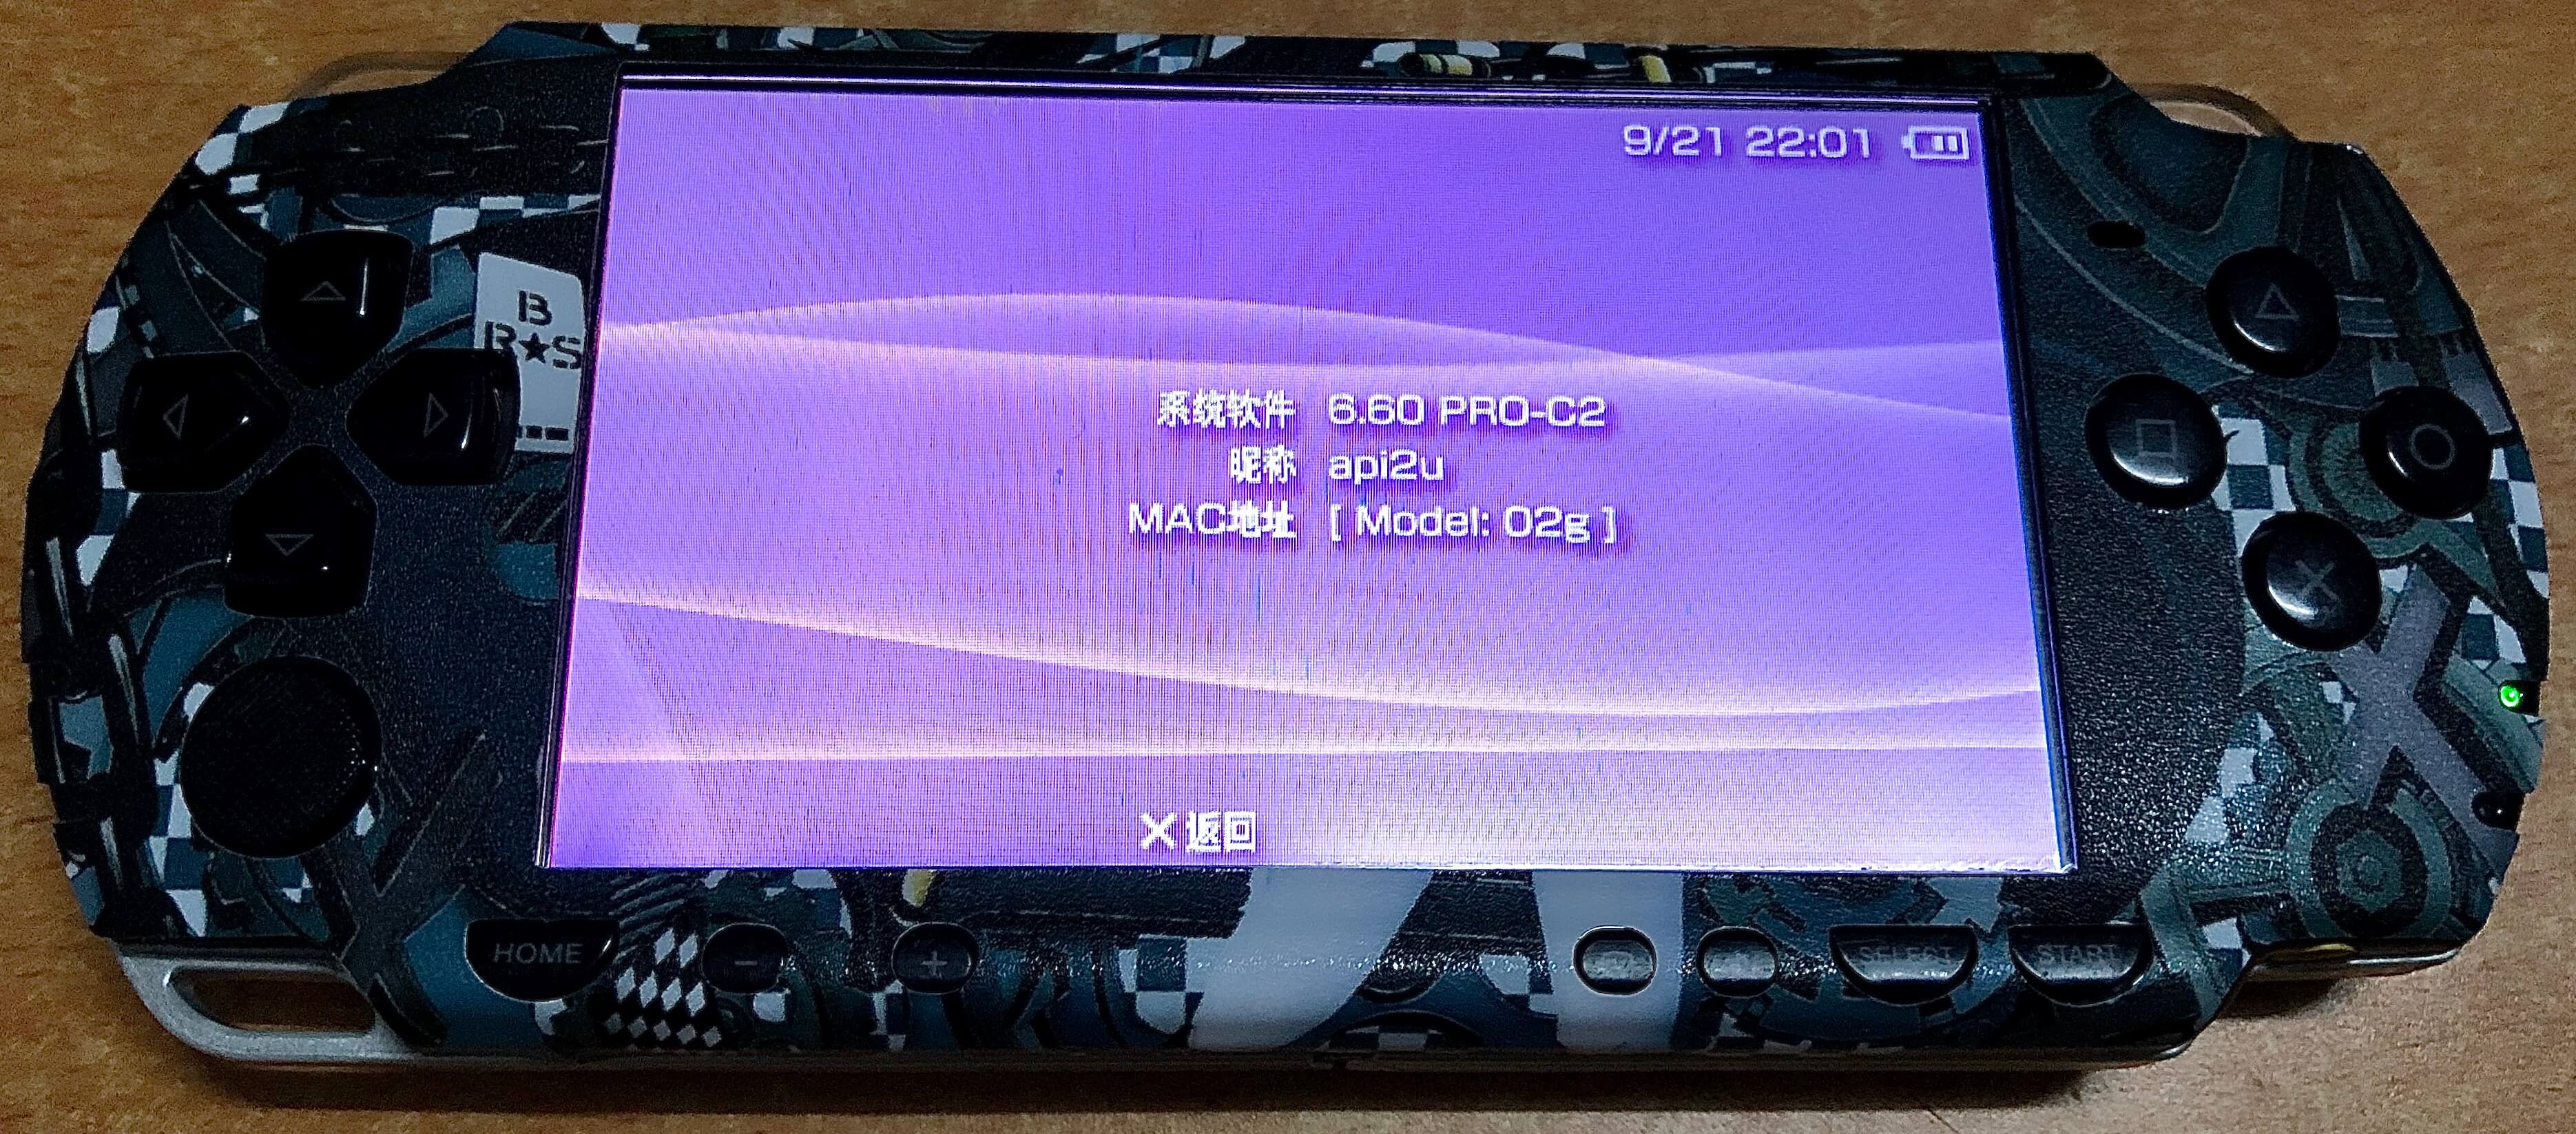 9/21 22:01
B
B★S
系统软件 6.60 PRO-C2
昵称 api2u
MAC地址 [ Model: 02g ]
✕ 返回
HOME
SELECT
START